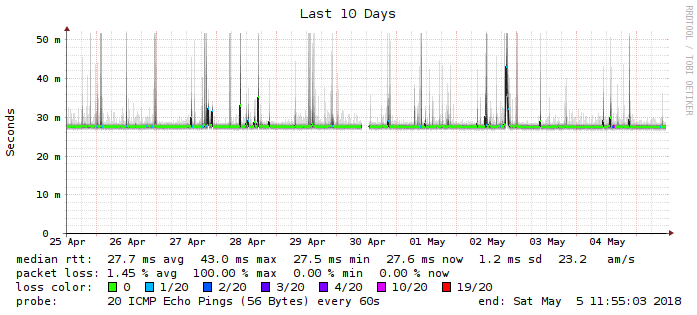 Last 10 Days
RRDTOOL / TOBI OETIKER
Seconds
50 m
40 m
30 m
20 m
10 m
0
25 Apr 26 Apr 27 Apr 28 Apr 29 Apr 30 Apr 01 May 02 May 03 May 04 May
median rtt: 27.7 ms avg 43.0 ms max 27.5 ms min 27.6 ms now 1.2 ms sd 23.2 am/s
packet loss: 1.45 % avg 100.00 % max 0.00 % min 0.00 % now
loss color: 0 1/20 2/20 3/20 4/20 10/20 19/20
probe: 20 ICMP Echo Pings (56 Bytes) every 60s end: Sat May 5 11:55:03 2018